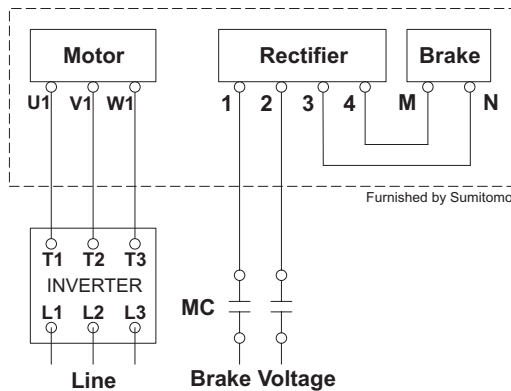 Motor Rectifier Brake
U1 V1 W1 1 2 3 4 M N
Furnished by Sumitomo
T1 T2 T3
INVERTER
L1 L2 L3 MC
Line Brake Voltage